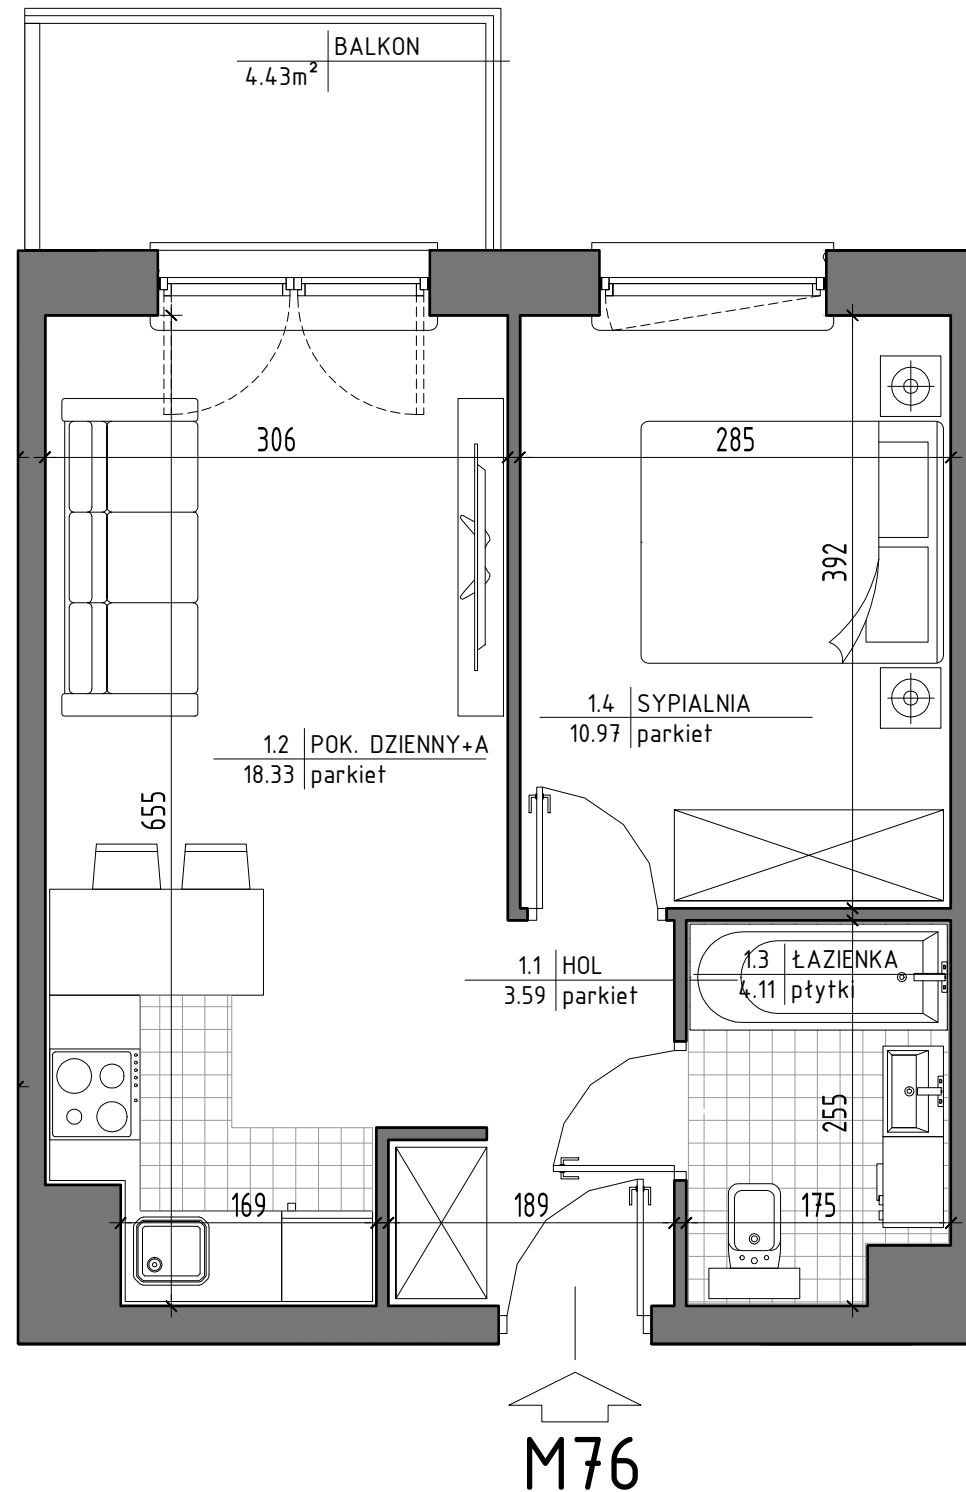 BALKON
4.43m²
306
285
392
1.4 SYPIALNIA
10.97 parkiet
1.2 POK. DZIENNY+A
18.33 parkiet
655
1.1 HOL
3.59 parkiet
1.3 ŁAZIENKA
4.11 płytki
255
169
189
175
M76